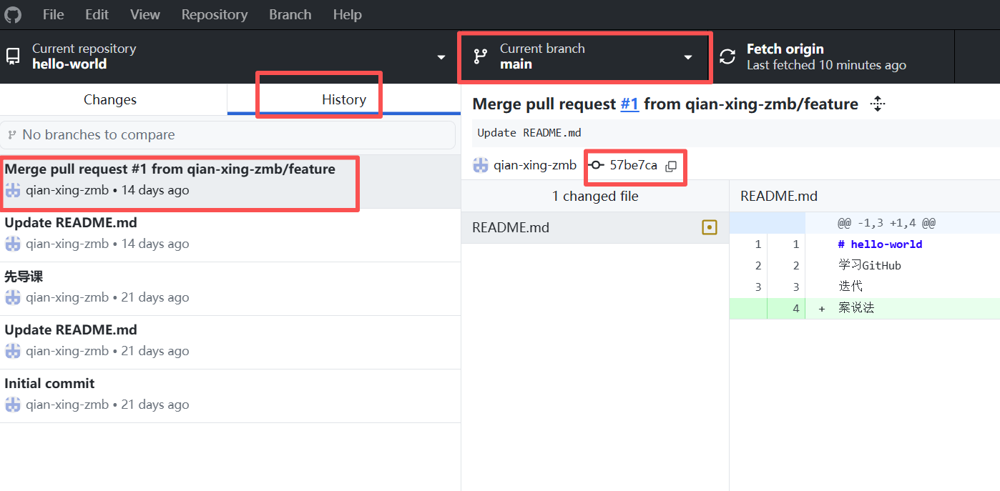 File Edit View Repository Branch Help
Current repository
hello-world
Current branch
main
Fetch origin
Last fetched 10 minutes ago
Changes
History
No branches to compare
Merge pull request #1 from qian-xing-zmb/feature
qian-xing-zmb • 14 days ago
Update README.md
qian-xing-zmb • 14 days ago
先导课
qian-xing-zmb • 21 days ago
Update README.md
qian-xing-zmb • 21 days ago
Initial commit
qian-xing-zmb • 21 days ago
Merge pull request #1 from qian-xing-zmb/feature
Update README.md
qian-xing-zmb 57be7ca
1 changed file
README.md
README.md
@@ -1,3 +1,4 @@
1 1 # hello-world
2 2 学习GitHub
3 3 迭代
4 + 案说法